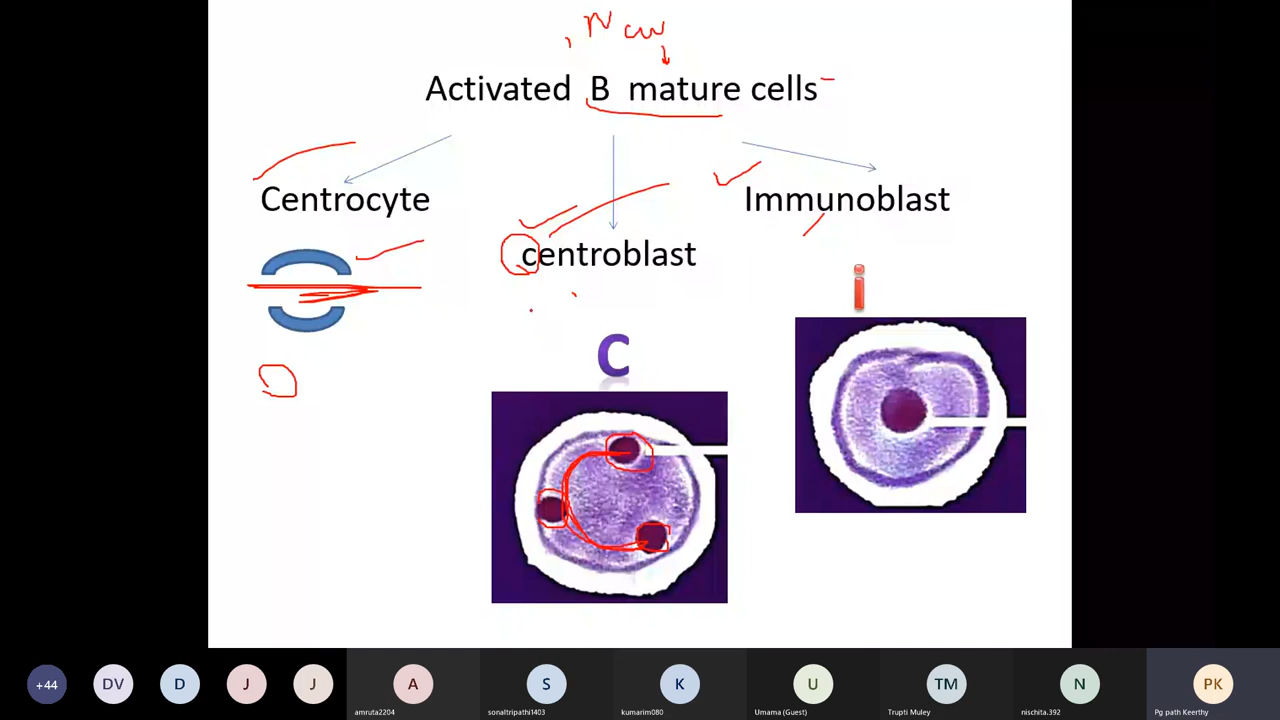 Activated B mature cells
Centrocyte
centroblast
Immunoblast
i
C
+44
DV
D
J
J
A
S
K
U
TM
N
PK
amruta2204
sonaltripathi1403
kumarim080
Umama (Guest)
Trupti Muley
nischita.392
Pg path Keerthy